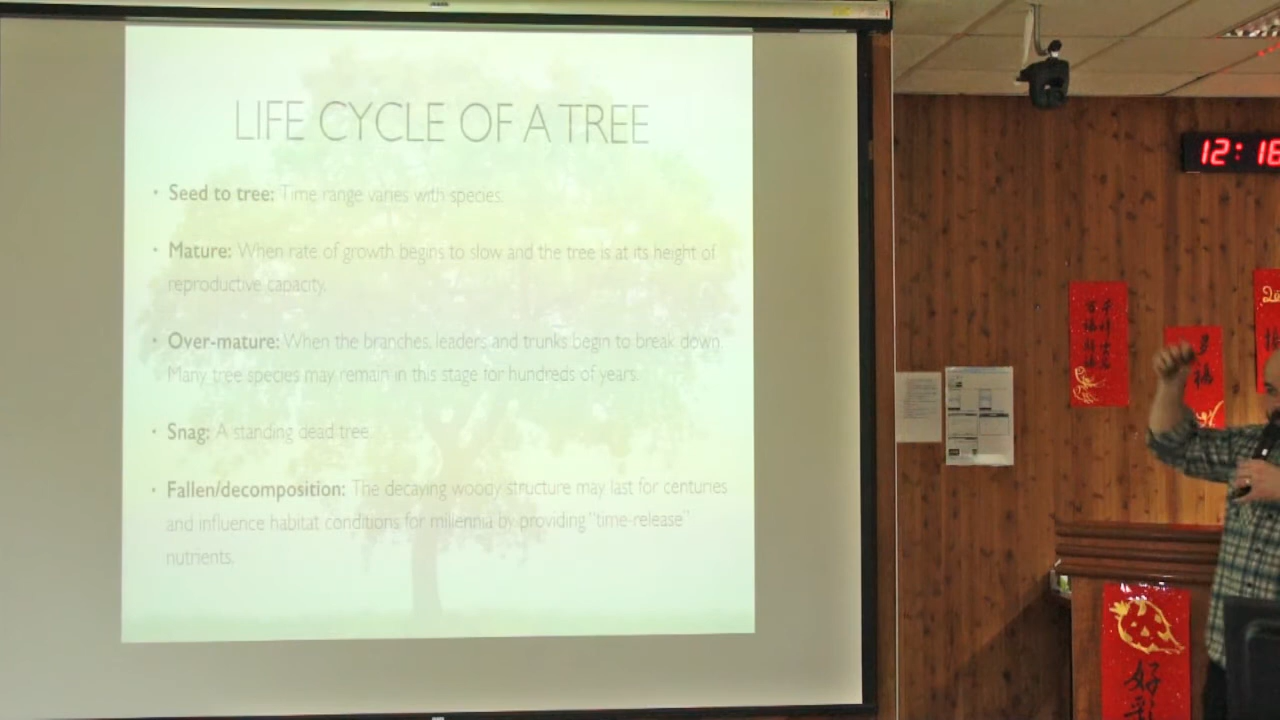 LIFE CYCLE OF A TREE
• Seed to tree: Time range varies with species.
• Mature: When rate of growth begins to slow and the tree is at its height of
reproductive capacity.
• Over-mature: When the branches, leaders and trunks begin to break down.
Many tree species may remain in this stage for hundreds of years.
• Snag: A standing dead tree.
• Fallen/decomposition: The decaying woody structure may last for centuries
and influence habitat conditions for millennia by providing "time-release"
nutrients.
12:18
福
好